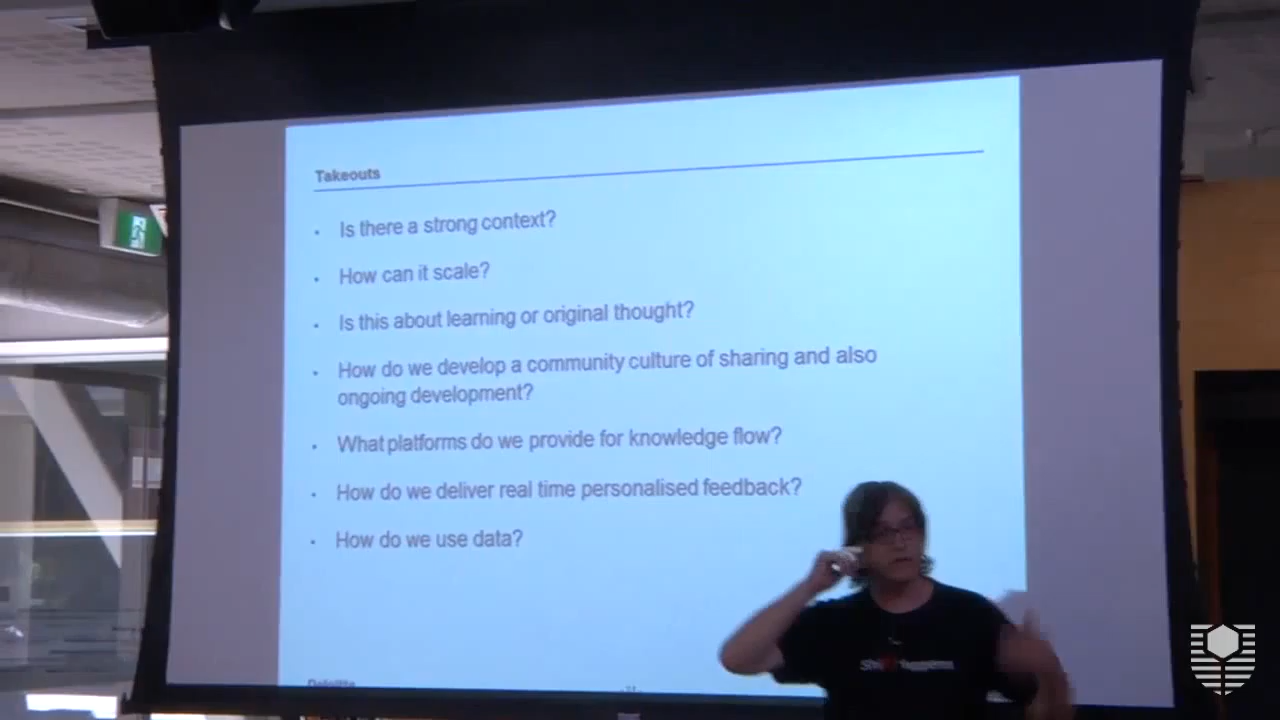 Takeouts
• Is there a strong context?
• How can it scale?
• Is this about learning or original thought?
• How do we develop a community culture of sharing and also
ongoing development?
• What platforms do we provide for knowledge flow?
• How do we deliver real time personalised feedback?
• How do we use data?
Deloitte